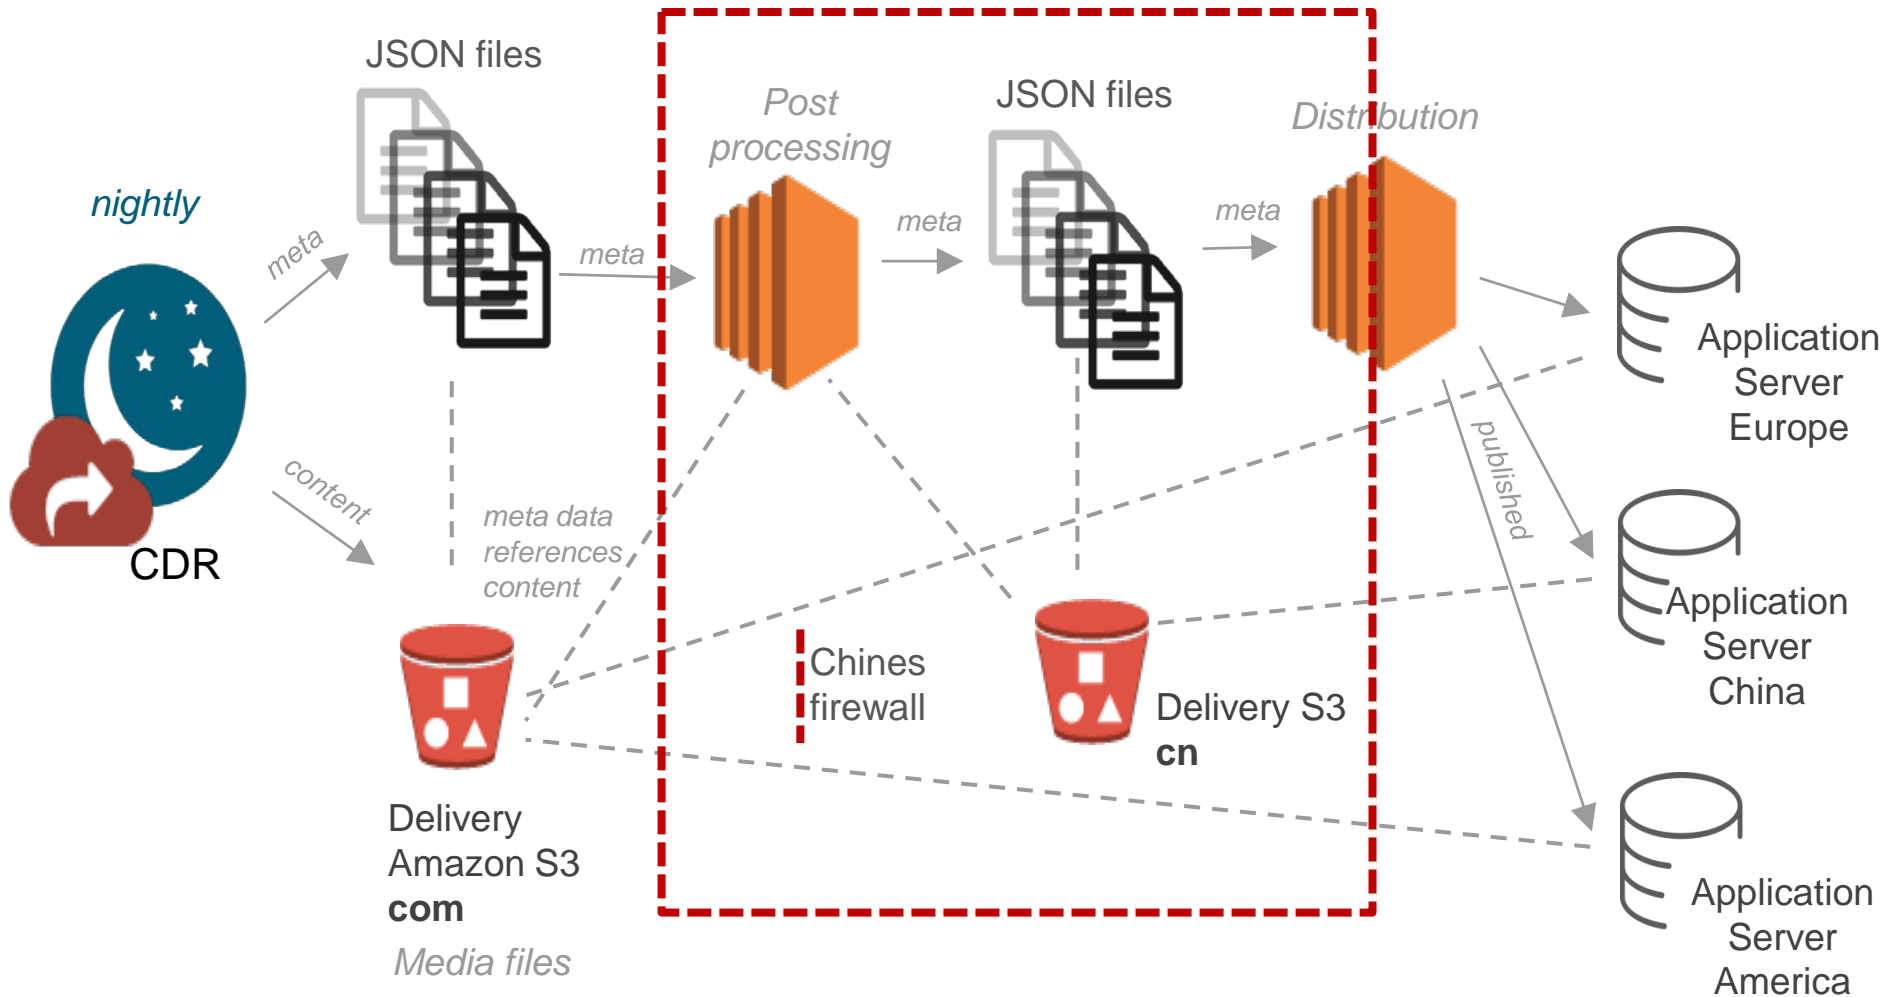 JSON files
Post
processing
JSON files
Distribution
nightly
meta
meta
meta
meta
content
CDR
meta data
references
content
published
Application
Server
Europe
Application
Server
China
Application
Server
America
Chines
firewall
Delivery S3
cn
Delivery
Amazon S3
com
Media files